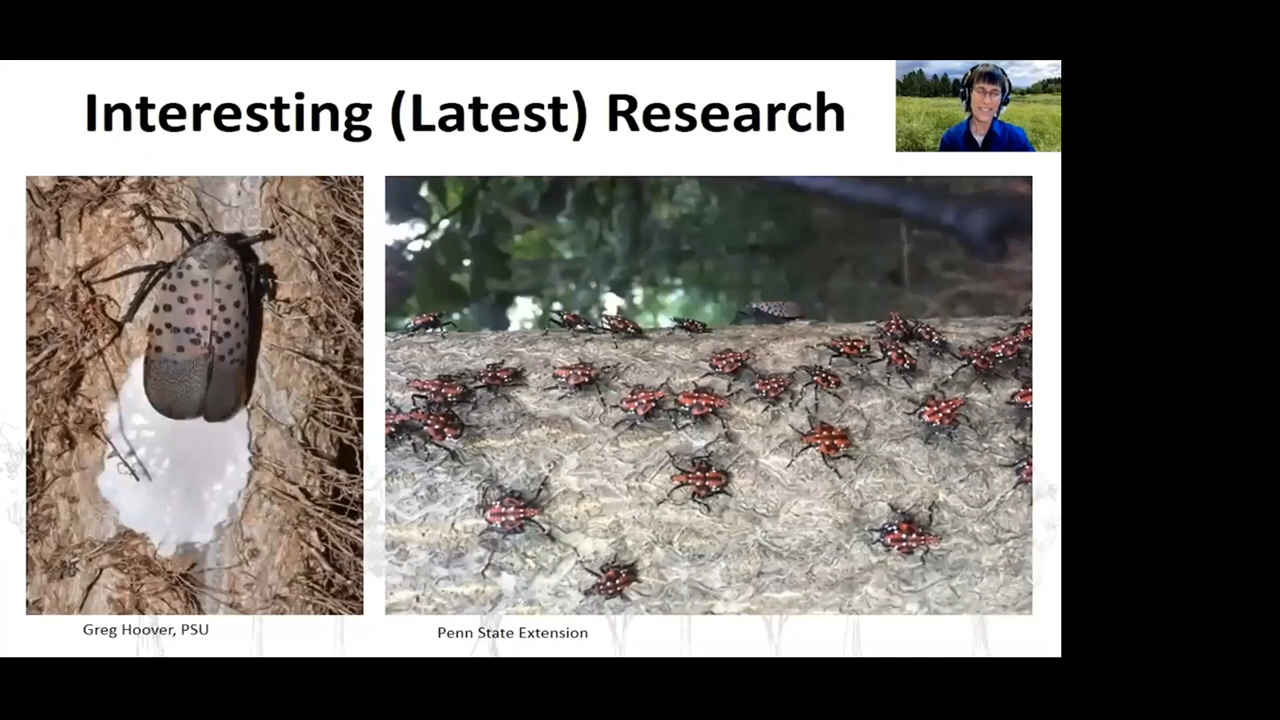 Interesting (Latest) Research
Greg Hoover, PSU
Penn State Extension